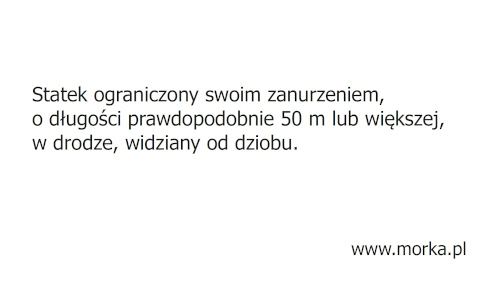 Statek ograniczony swoim zanurzeniem,
o długości prawdopodobnie 50 m lub większej,
w drodze, widziany od dziobu.
www.morka.pl